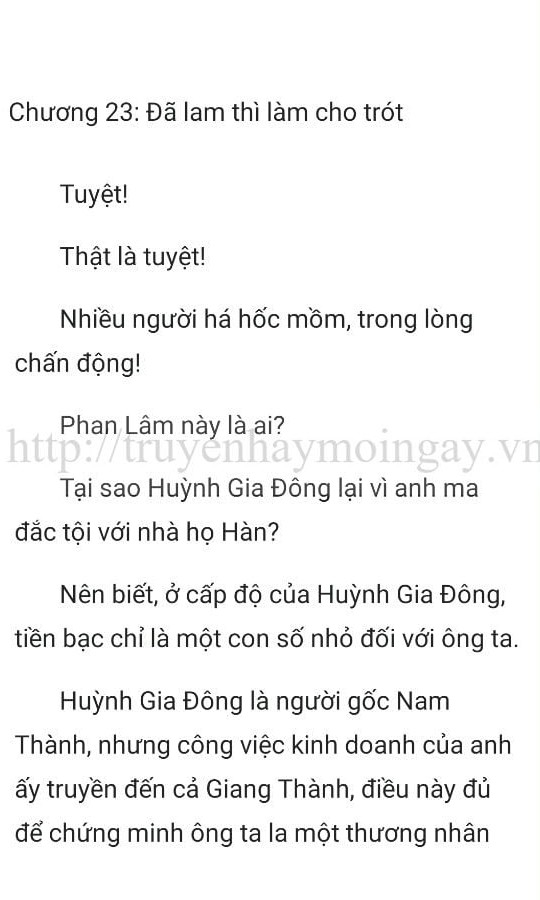 Chương 23: Đã lam thì làm cho trót
Tuyệt!
Thật là tuyệt!
Nhiều người há hốc mồm, trong lòng
chấn động!
Phan Lâm này là ai?
http://truyenhaymoingay.vn
Tại sao Huỳnh Gia Đông lại vì anh ma
đắc tội với nhà họ Hàn?
Nên biết, ở cấp độ của Huỳnh Gia Đông,
tiền bạc chỉ là một con số nhỏ đối với ông ta.
Huỳnh Gia Đông là người gốc Nam
Thành, nhưng công việc kinh doanh của anh
ấy truyền đến cả Giang Thành, điều này đủ
để chứng minh ông ta la một thương nhân